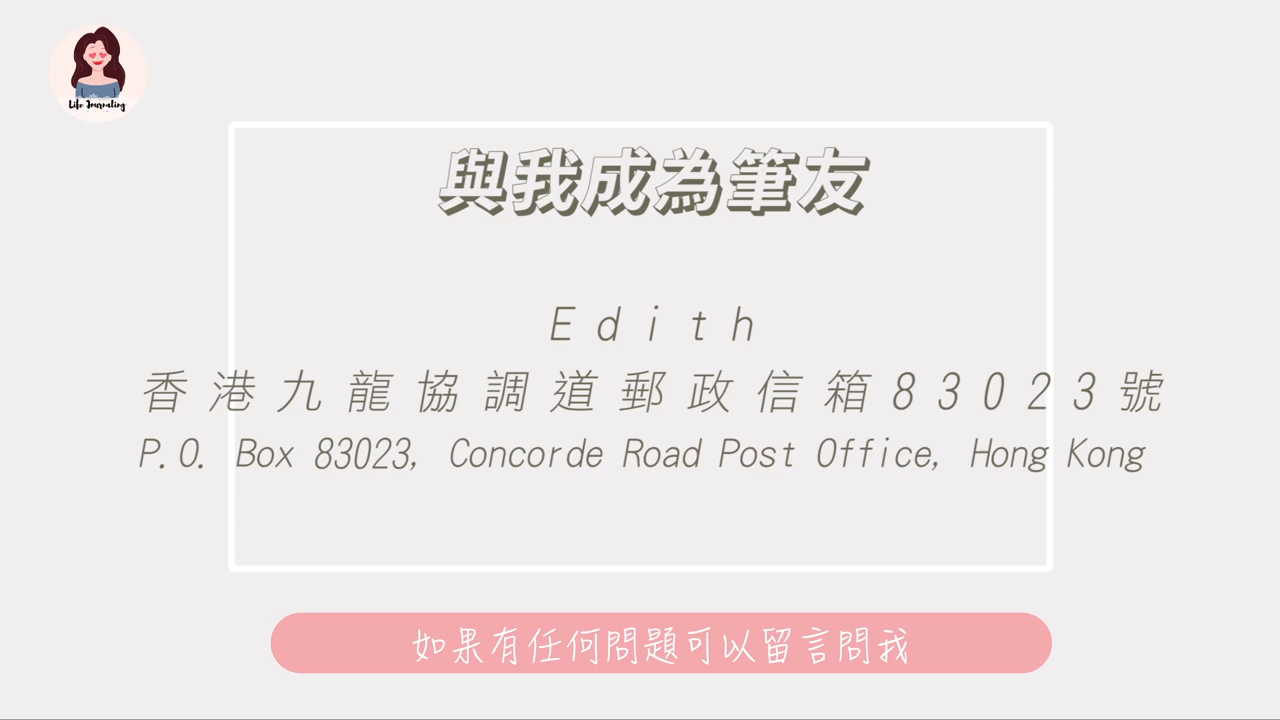 Life Journaling
與我成為筆友
Edith
香港九龍協調道郵政信箱83023號
P.O. Box 83023, Concorde Road Post Office, Hong Kong
如果有任何問題可以留言問我